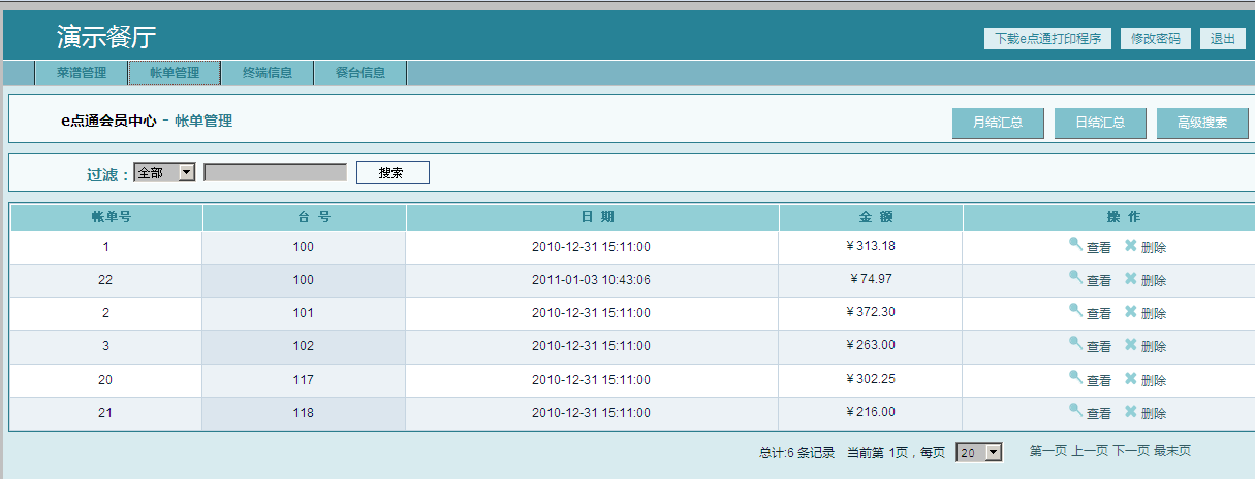 演示餐厅 下载e点通打印程序 修改密码 退出
菜谱管理 帐单管理 终端信息 餐台信息
e点通会员中心 - 帐单管理 月结汇总 日结汇总 高级搜索
过滤： 全部 搜索
帐单号 台 号 日 期 金 额 操 作
1 100 2010-12-31 15:11:00 ￥313.18 查看 删除
22 100 2011-01-03 10:43:06 ￥74.97 查看 删除
2 101 2010-12-31 15:11:00 ￥372.30 查看 删除
3 102 2010-12-31 15:11:00 ￥263.00 查看 删除
20 117 2010-12-31 15:11:00 ￥302.25 查看 删除
21 118 2010-12-31 15:11:00 ￥216.00 查看 删除
总计:6 条记录 当前第 1页，每页 20 第一页 上一页 下一页 最末页